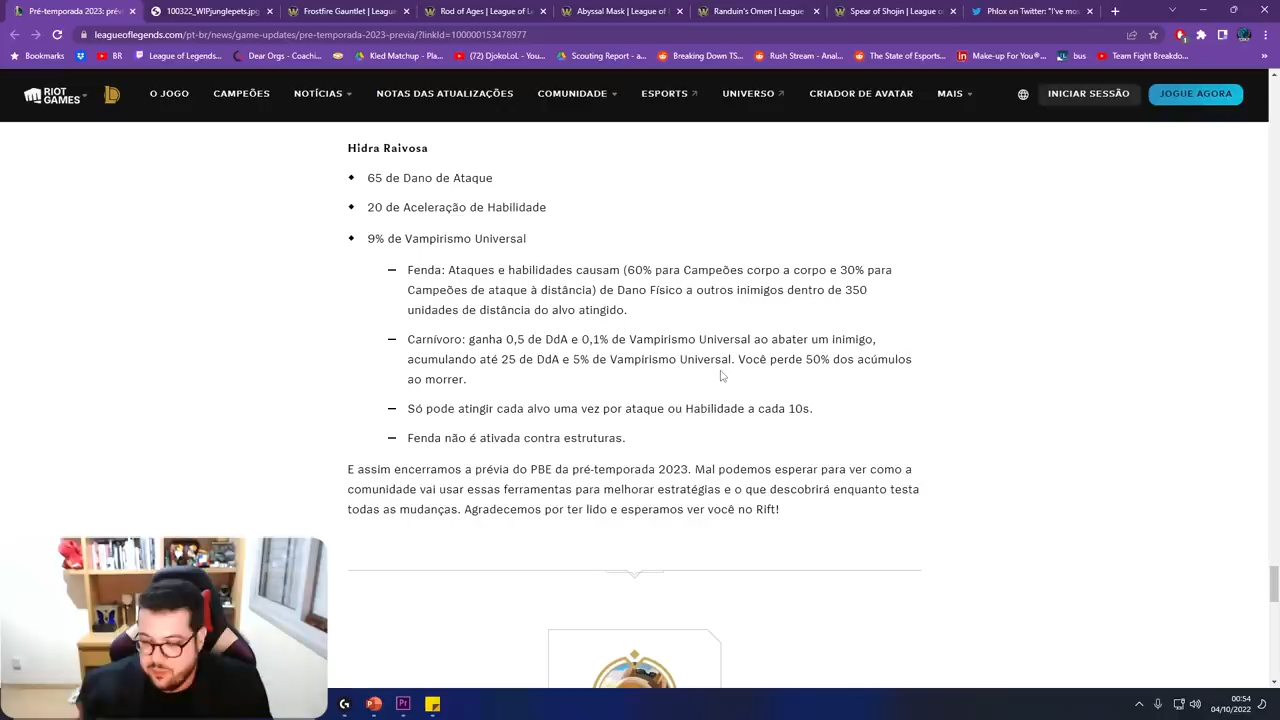 Pré-temporada 2023: prévi
100322_WIPjunglepets.jpg
Frostfire Gauntlet | League
Rod of Ages | League of L
Abyssal Mask | League of
Randuin's Omen | League
Spear of Shojin | League o
Phlox on Twitter: "I've mos
leagueoflegends.com/pt-br/news/game-updates/pre-temporada-2023-previa/?linkId=100000153478977
Bookmarks
BR
League of Legends...
Dear Orgs - Coachi...
Kled Matchup - Pla...
(72) DjokoLoL - You...
Scouting Report - a...
Breaking Down TS...
Rush Stream - Anal...
The State of Esports...
Make-up For You®...
bus
Team Fight Breakdo...
RIOT GAMES
O JOGO
CAMPEÕES
NOTÍCIAS
NOTAS DAS ATUALIZAÇÕES
COMUNIDADE
ESPORTS
UNIVERSO
CRIADOR DE AVATAR
MAIS
INICIAR SESSÃO
JOGUE AGORA
Hidra Raivosa
65 de Dano de Ataque
20 de Aceleração de Habilidade
9% de Vampirismo Universal
Fenda: Ataques e habilidades causam (60% para Campeões corpo a corpo e 30% para
Campeões de ataque à distância) de Dano Físico a outros inimigos dentro de 350
unidades de distância do alvo atingido.
Carnívoro: ganha 0,5 de DdA e 0,1% de Vampirismo Universal ao abater um inimigo,
acumulando até 25 de DdA e 5% de Vampirismo Universal. Você perde 50% dos acúmulos
ao morrer.
Só pode atingir cada alvo uma vez por ataque ou Habilidade a cada 10s.
Fenda não é ativada contra estruturas.
E assim encerramos a prévia do PBE da pré-temporada 2023. Mal podemos esperar para ver como a
comunidade vai usar essas ferramentas para melhorar estratégias e o que descobrirá enquanto testa
todas as mudanças. Agradecemos por ter lido e esperamos ver você no Rift!
00:54
04/10/2022